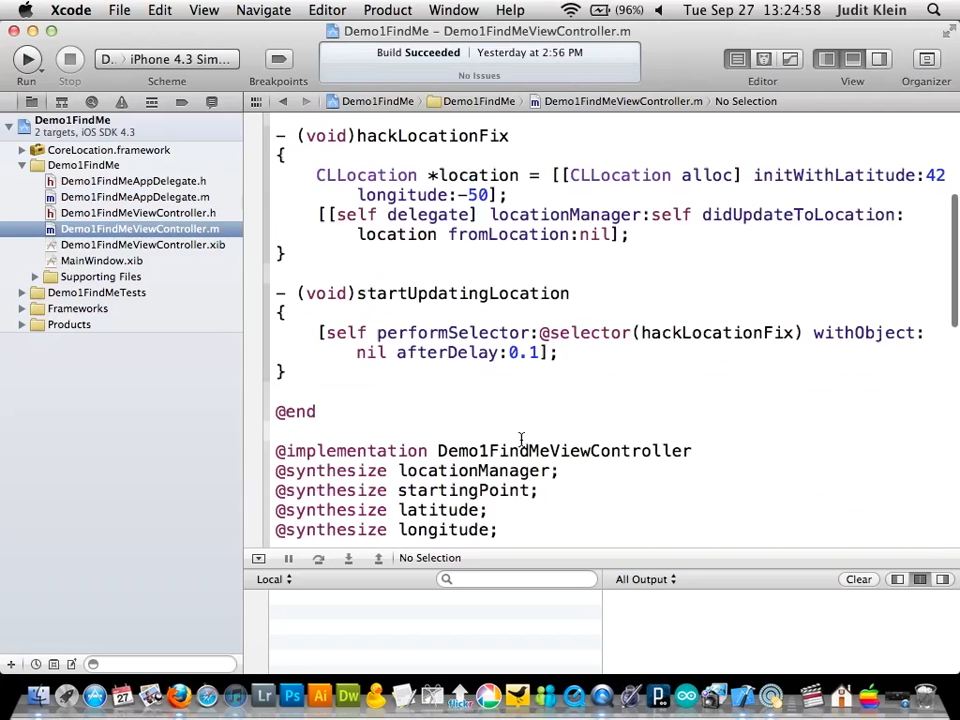 Xcode File Edit View Navigate Editor Product Window Help (96%) Tue Sep 27 13:24:58 Judit Klein
Demo1FindMe – Demo1FindMeViewController.m
D. iPhone 4.3 Sim...
Build Succeeded Yesterday at 2:56 PM
No Issues
Run Stop Scheme Breakpoints Editor View Organizer
Demo1FindMe Demo1FindMe Demo1FindMeViewController.m No Selection
Demo1FindMe
2 targets, iOS SDK 4.3
CoreLocation.framework
Demo1FindMe
Demo1FindMeAppDelegate.h
Demo1FindMeAppDelegate.m
Demo1FindMeViewController.h
Demo1FindMeViewController.m
Demo1FindMeViewController.xib
MainWindow.xib
Supporting Files
Demo1FindMeTests
Frameworks
Products
- (void)hackLocationFix
{
CLLocation *location = [[CLLocation alloc] initWithLatitude:42
longitude:-50];
[[self delegate] locationManager:self didUpdateToLocation:
location fromLocation:nil];
}
- (void)startUpdatingLocation
{
[self performSelector:@selector(hackLocationFix) withObject:
nil afterDelay:0.1];
}
@end
@implementation Demo1FindMeViewController
@synthesize locationManager;
@synthesize startingPoint;
@synthesize latitude;
@synthesize longitude;
No Selection
Local All Output Clear
27 Lr Ps Ai Dw flickr